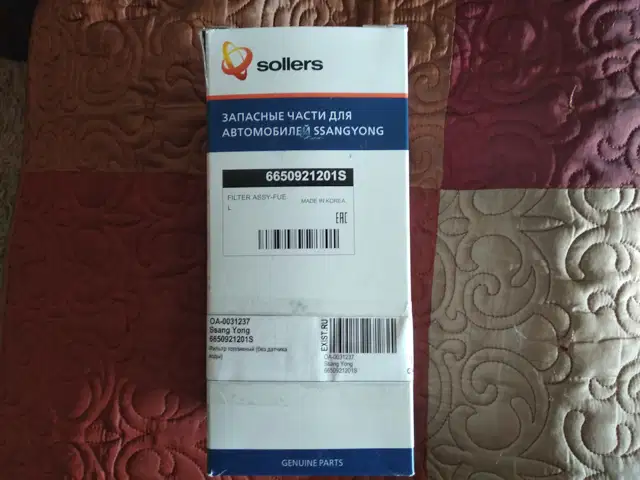 sollers
ЗАПАСНЫЕ ЧАСТИ ДЛЯ
АВТОМОБИЛЕЙ SSANGYONG
6650921201S
FILTER ASSY-FUE
L
MADE IN KOREA
EAC
OA-0031237
Ssang Yong
6650921201S
Фильтр топливный (без датчика
воды)
EXIST.RU
OA-0031237
Ssang Yong
6650921201S
GENUINE PARTS